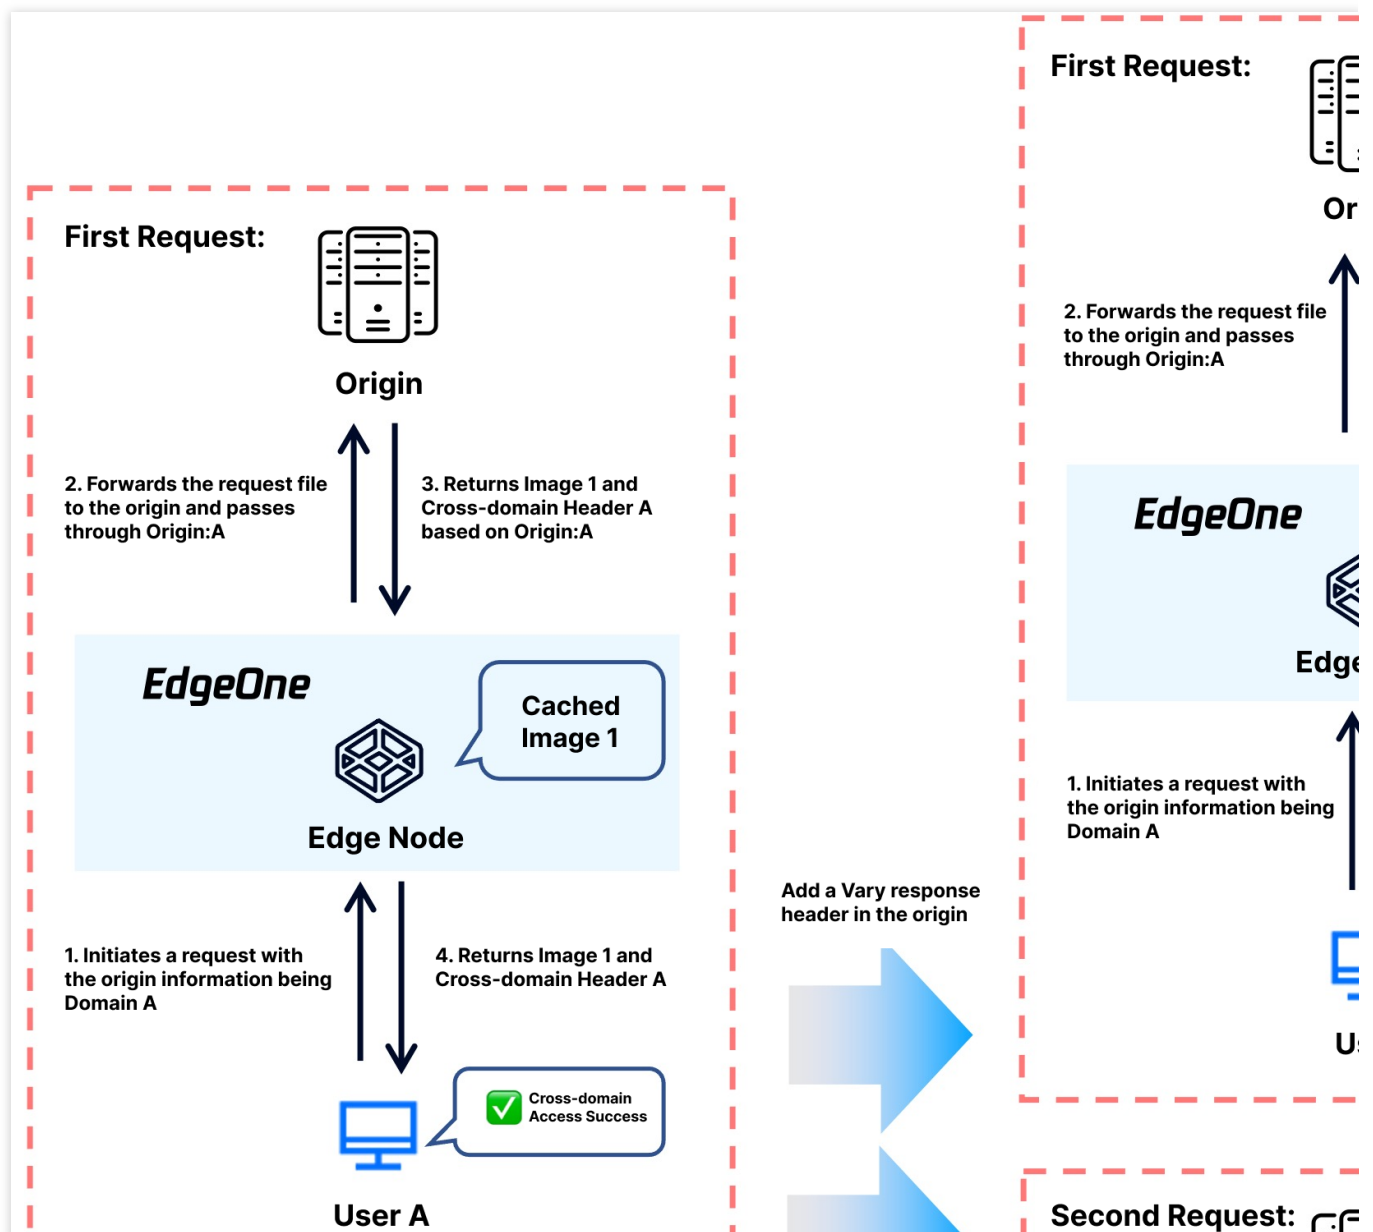 First Request:
Origin
2. Forwards the request file
to the origin and passes
through Origin:A
3. Returns Image 1 and
Cross-domain Header A
based on Origin:A
EdgeOne
Cached
Image 1
Edge Node
1. Initiates a request with
the origin information being
Domain A
4. Returns Image 1 and
Cross-domain Header A
Cross-domain
Access Success
User A
Add a Vary response
header in the origin
First Request:
Or
2. Forwards the request file
to the origin and passes
through Origin:A
EdgeOne
Edge
1. Initiates a request with
the origin information being
Domain A
Second Request: